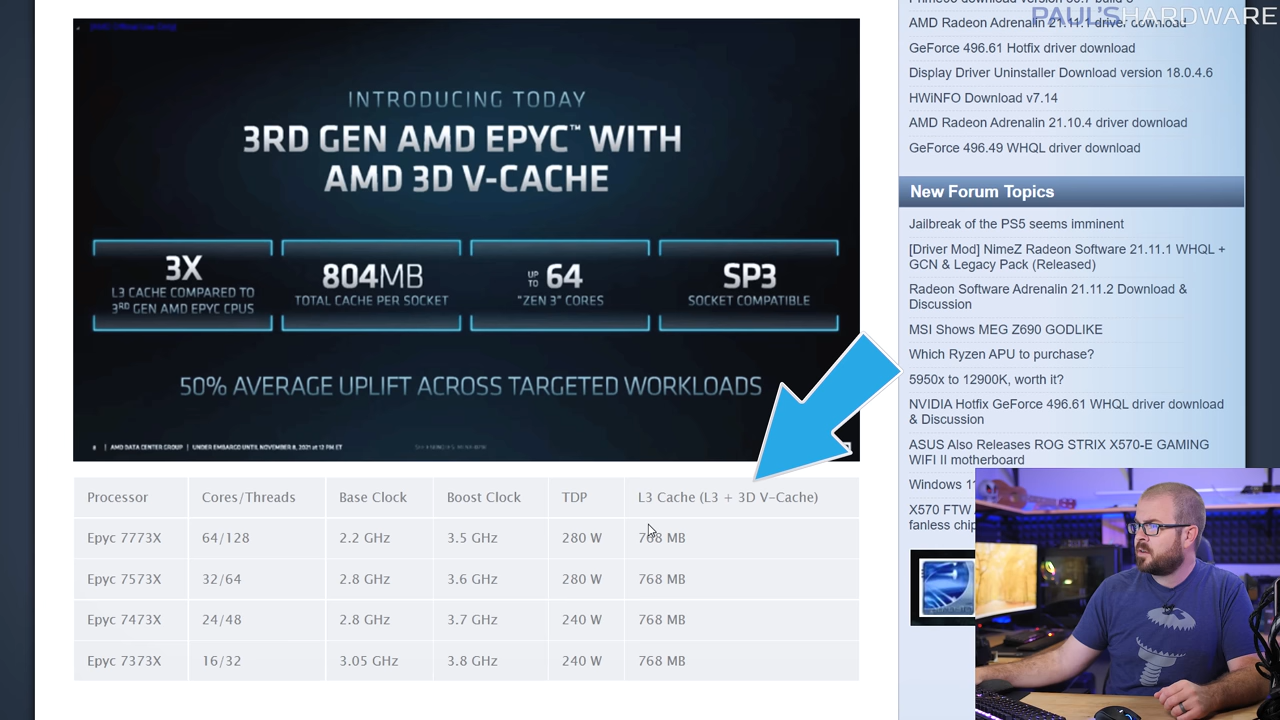 INTRODUCING TODAY
3RD GEN AMD EPYC™ WITH
AMD 3D V-CACHE
3X
L3 CACHE COMPARED TO
3RD GEN AMD EPYC CPUS
804MB
TOTAL CACHE PER SOCKET
UP TO 64
"ZEN 3" CORES
SP3
SOCKET COMPATIBLE
50% AVERAGE UPLIFT ACROSS TARGETED WORKLOADS
AMD DATA CENTER GROUP | UNDER EMBARGO UNTIL NOVEMBER 8, 2021 at 12 PM ET
Processor Cores/Threads Base Clock Boost Clock TDP L3 Cache (L3 + 3D V-Cache)
Epyc 7773X 64/128 2.2 GHz 3.5 GHz 280 W 768 MB
Epyc 7573X 32/64 2.8 GHz 3.6 GHz 280 W 768 MB
Epyc 7473X 24/48 2.8 GHz 3.7 GHz 240 W 768 MB
Epyc 7373X 16/32 3.05 GHz 3.8 GHz 240 W 768 MB
PAUL'SHARDWARE
AMD Radeon Adrenalin 21.11.1 driver download
GeForce 496.61 Hotfix driver download
Display Driver Uninstaller Download version 18.0.4.6
HWiNFO Download v7.14
AMD Radeon Adrenalin 21.10.4 driver download
GeForce 496.49 WHQL driver download
New Forum Topics
Jailbreak of the PS5 seems imminent
[Driver Mod] NimeZ Radeon Software 21.11.1 WHQL +
GCN & Legacy Pack (Released)
Radeon Software Adrenalin 21.11.2 Download &
Discussion
MSI Shows MEG Z690 GODLIKE
Which Ryzen APU to purchase?
5950x to 12900K, worth it?
NVIDIA Hotfix GeForce 496.61 WHQL driver download
& Discussion
ASUS Also Releases ROG STRIX X570-E GAMING
WIFI II motherboard
Windows 1
X570 FTW
fanless chip